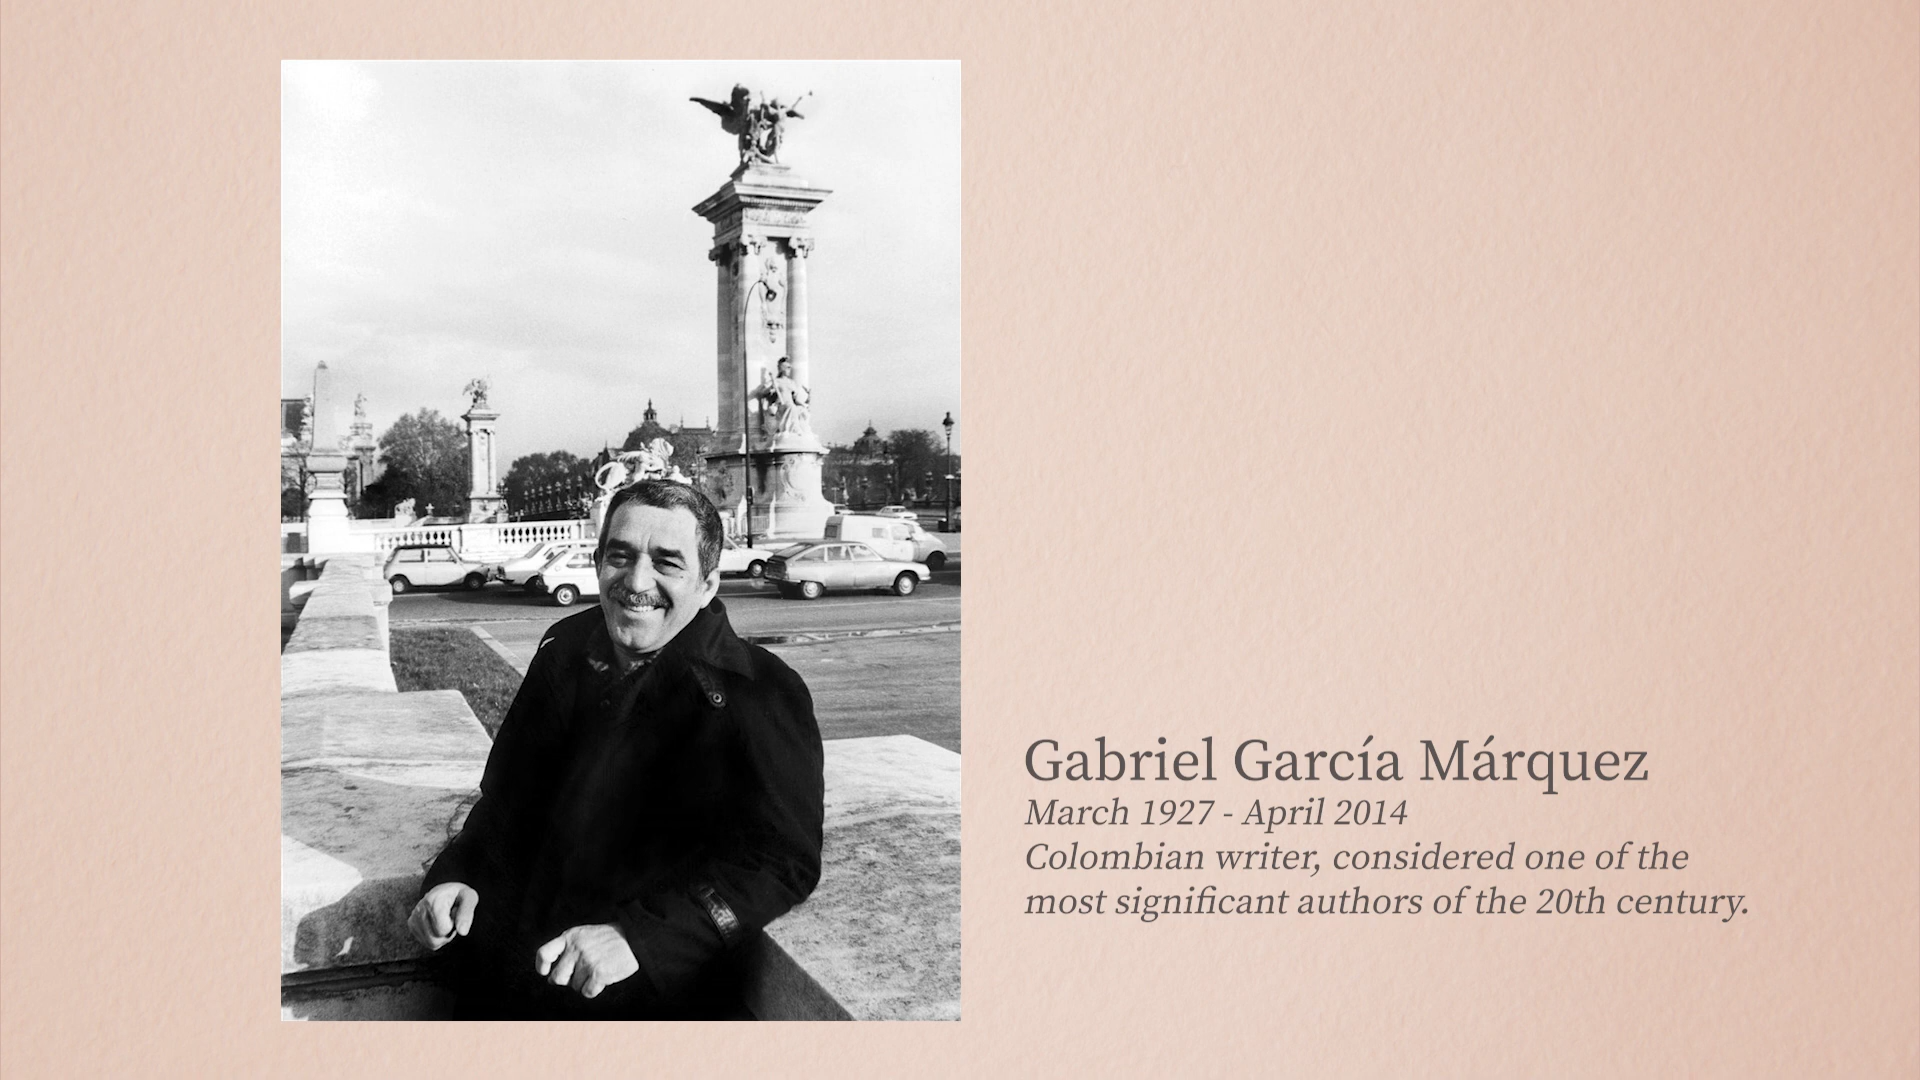 Gabriel García Márquez
March 1927 - April 2014
Colombian writer, considered one of the
most significant authors of the 20th century.